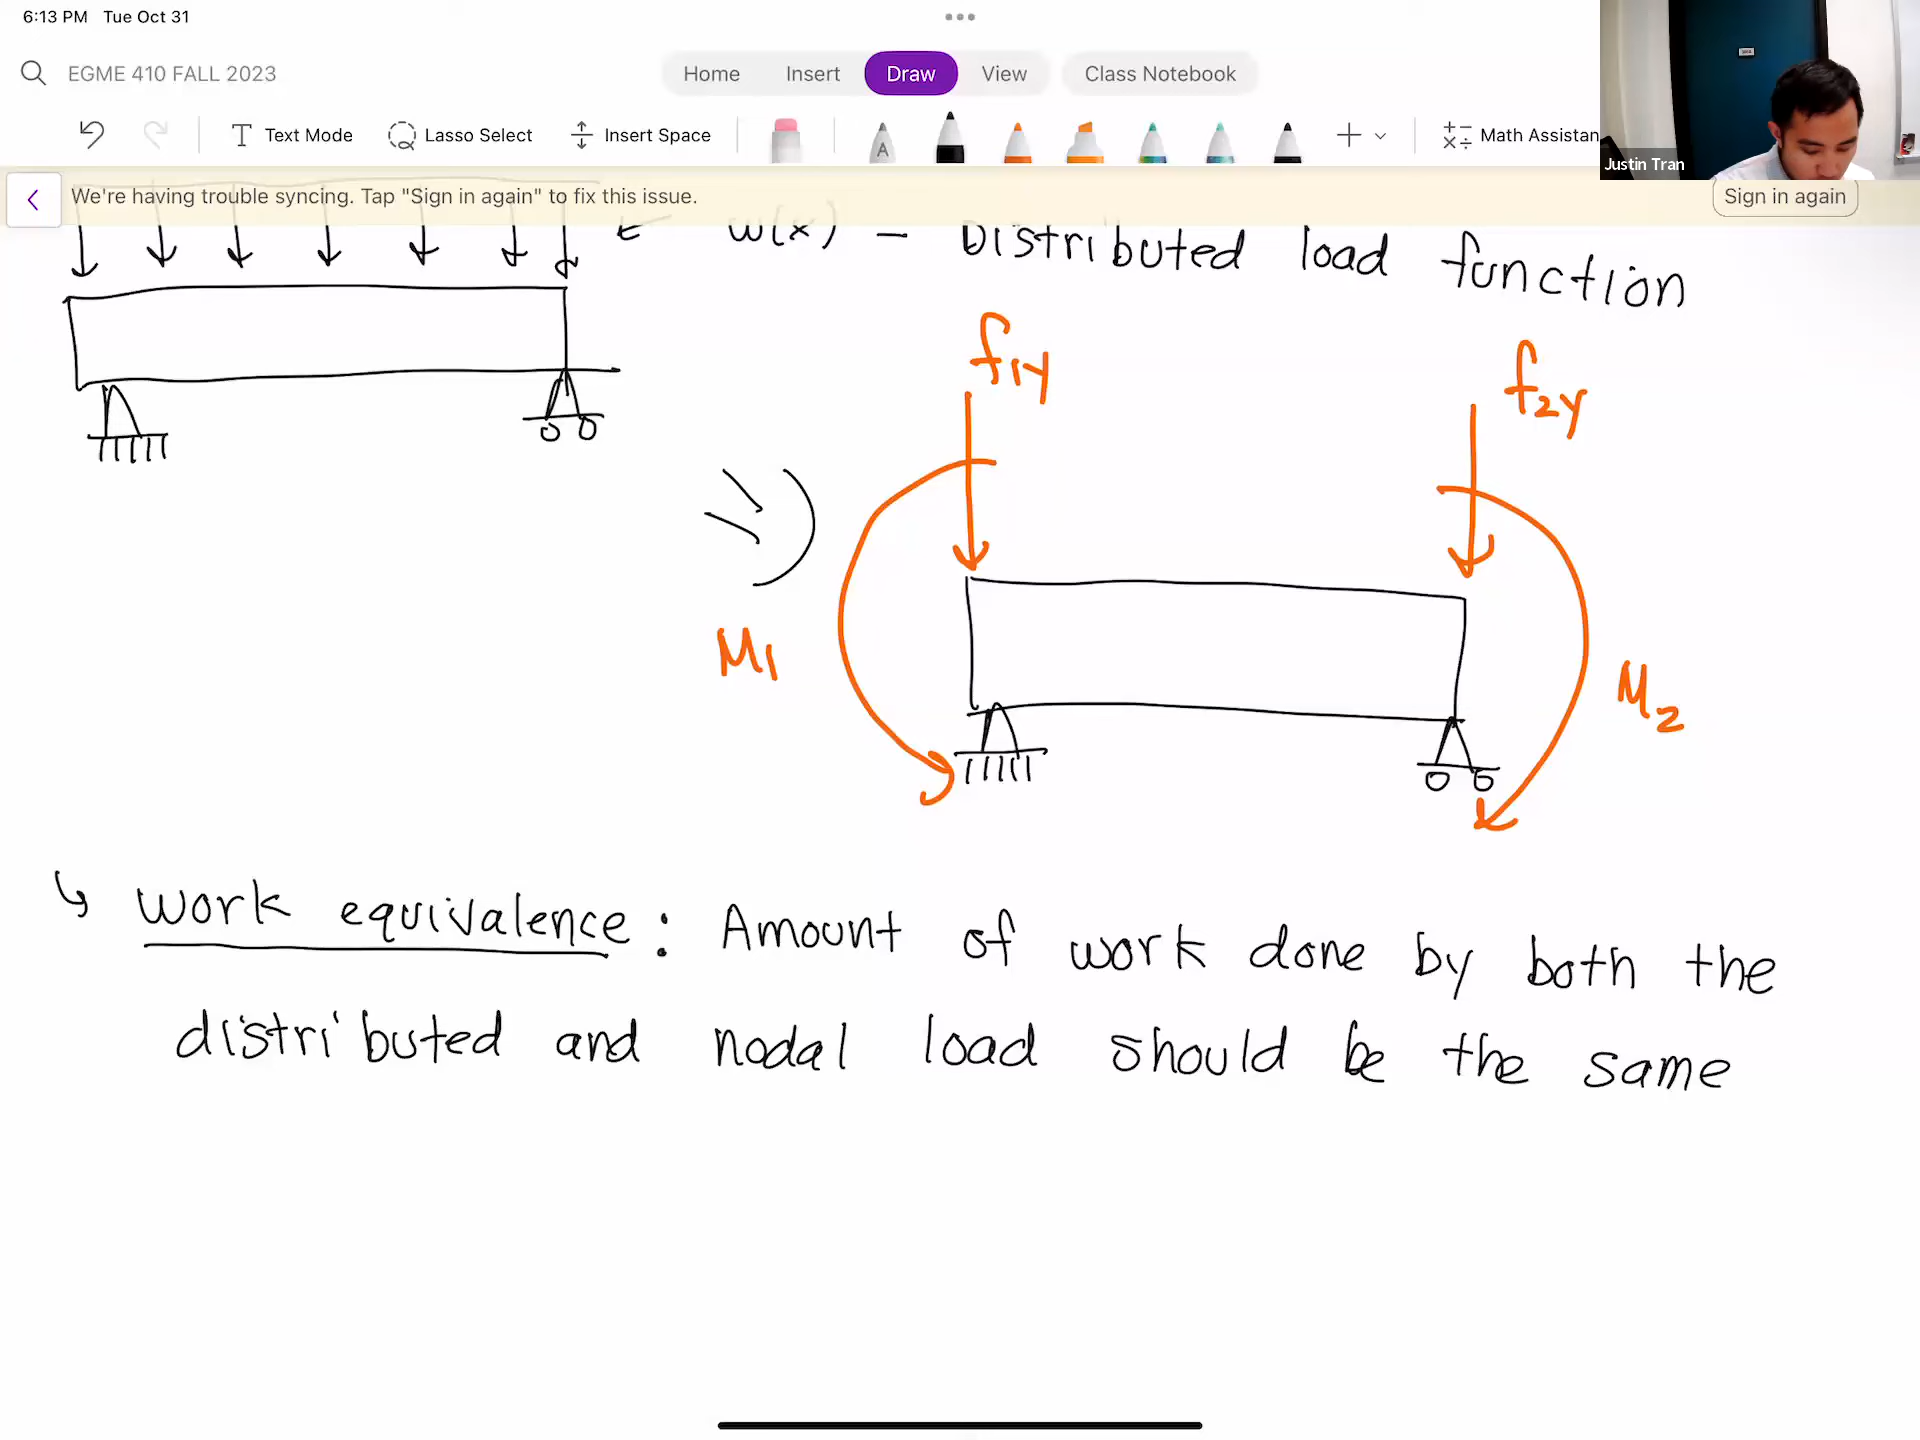 6:13 PM Tue Oct 31
EGME 410 FALL 2023
Home Insert Draw View Class Notebook
Text Mode Lasso Select Insert Space A Math Assistan
Justin Tran
We're having trouble syncing. Tap "Sign in again" to fix this issue. Sign in again
w(x) - Distributed load function
f1y
f2y
M1
M2
Work equivalence: Amount of work done by both the
distributed and nodal load should be the same